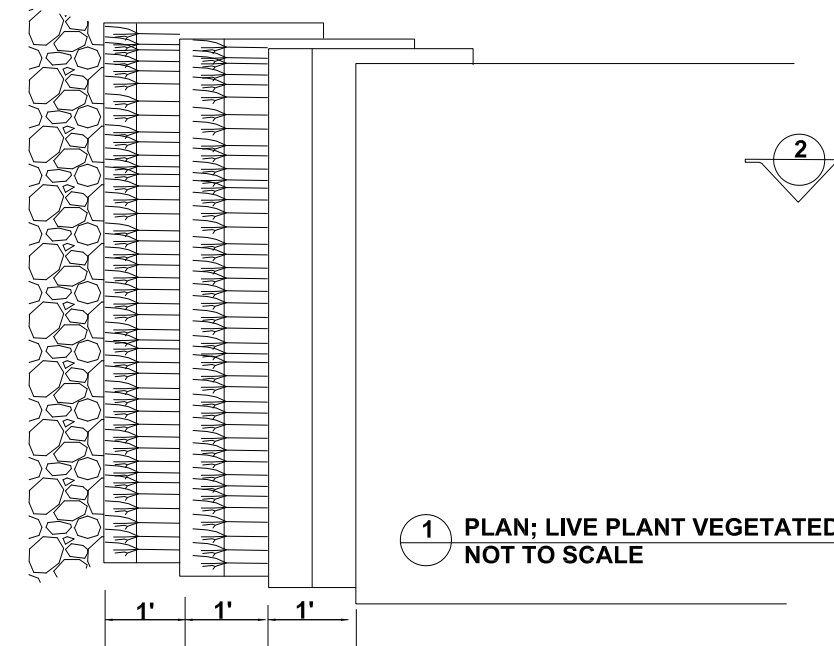 2
1 PLAN; LIVE PLANT VEGETATED
NOT TO SCALE
1' 1' 1'